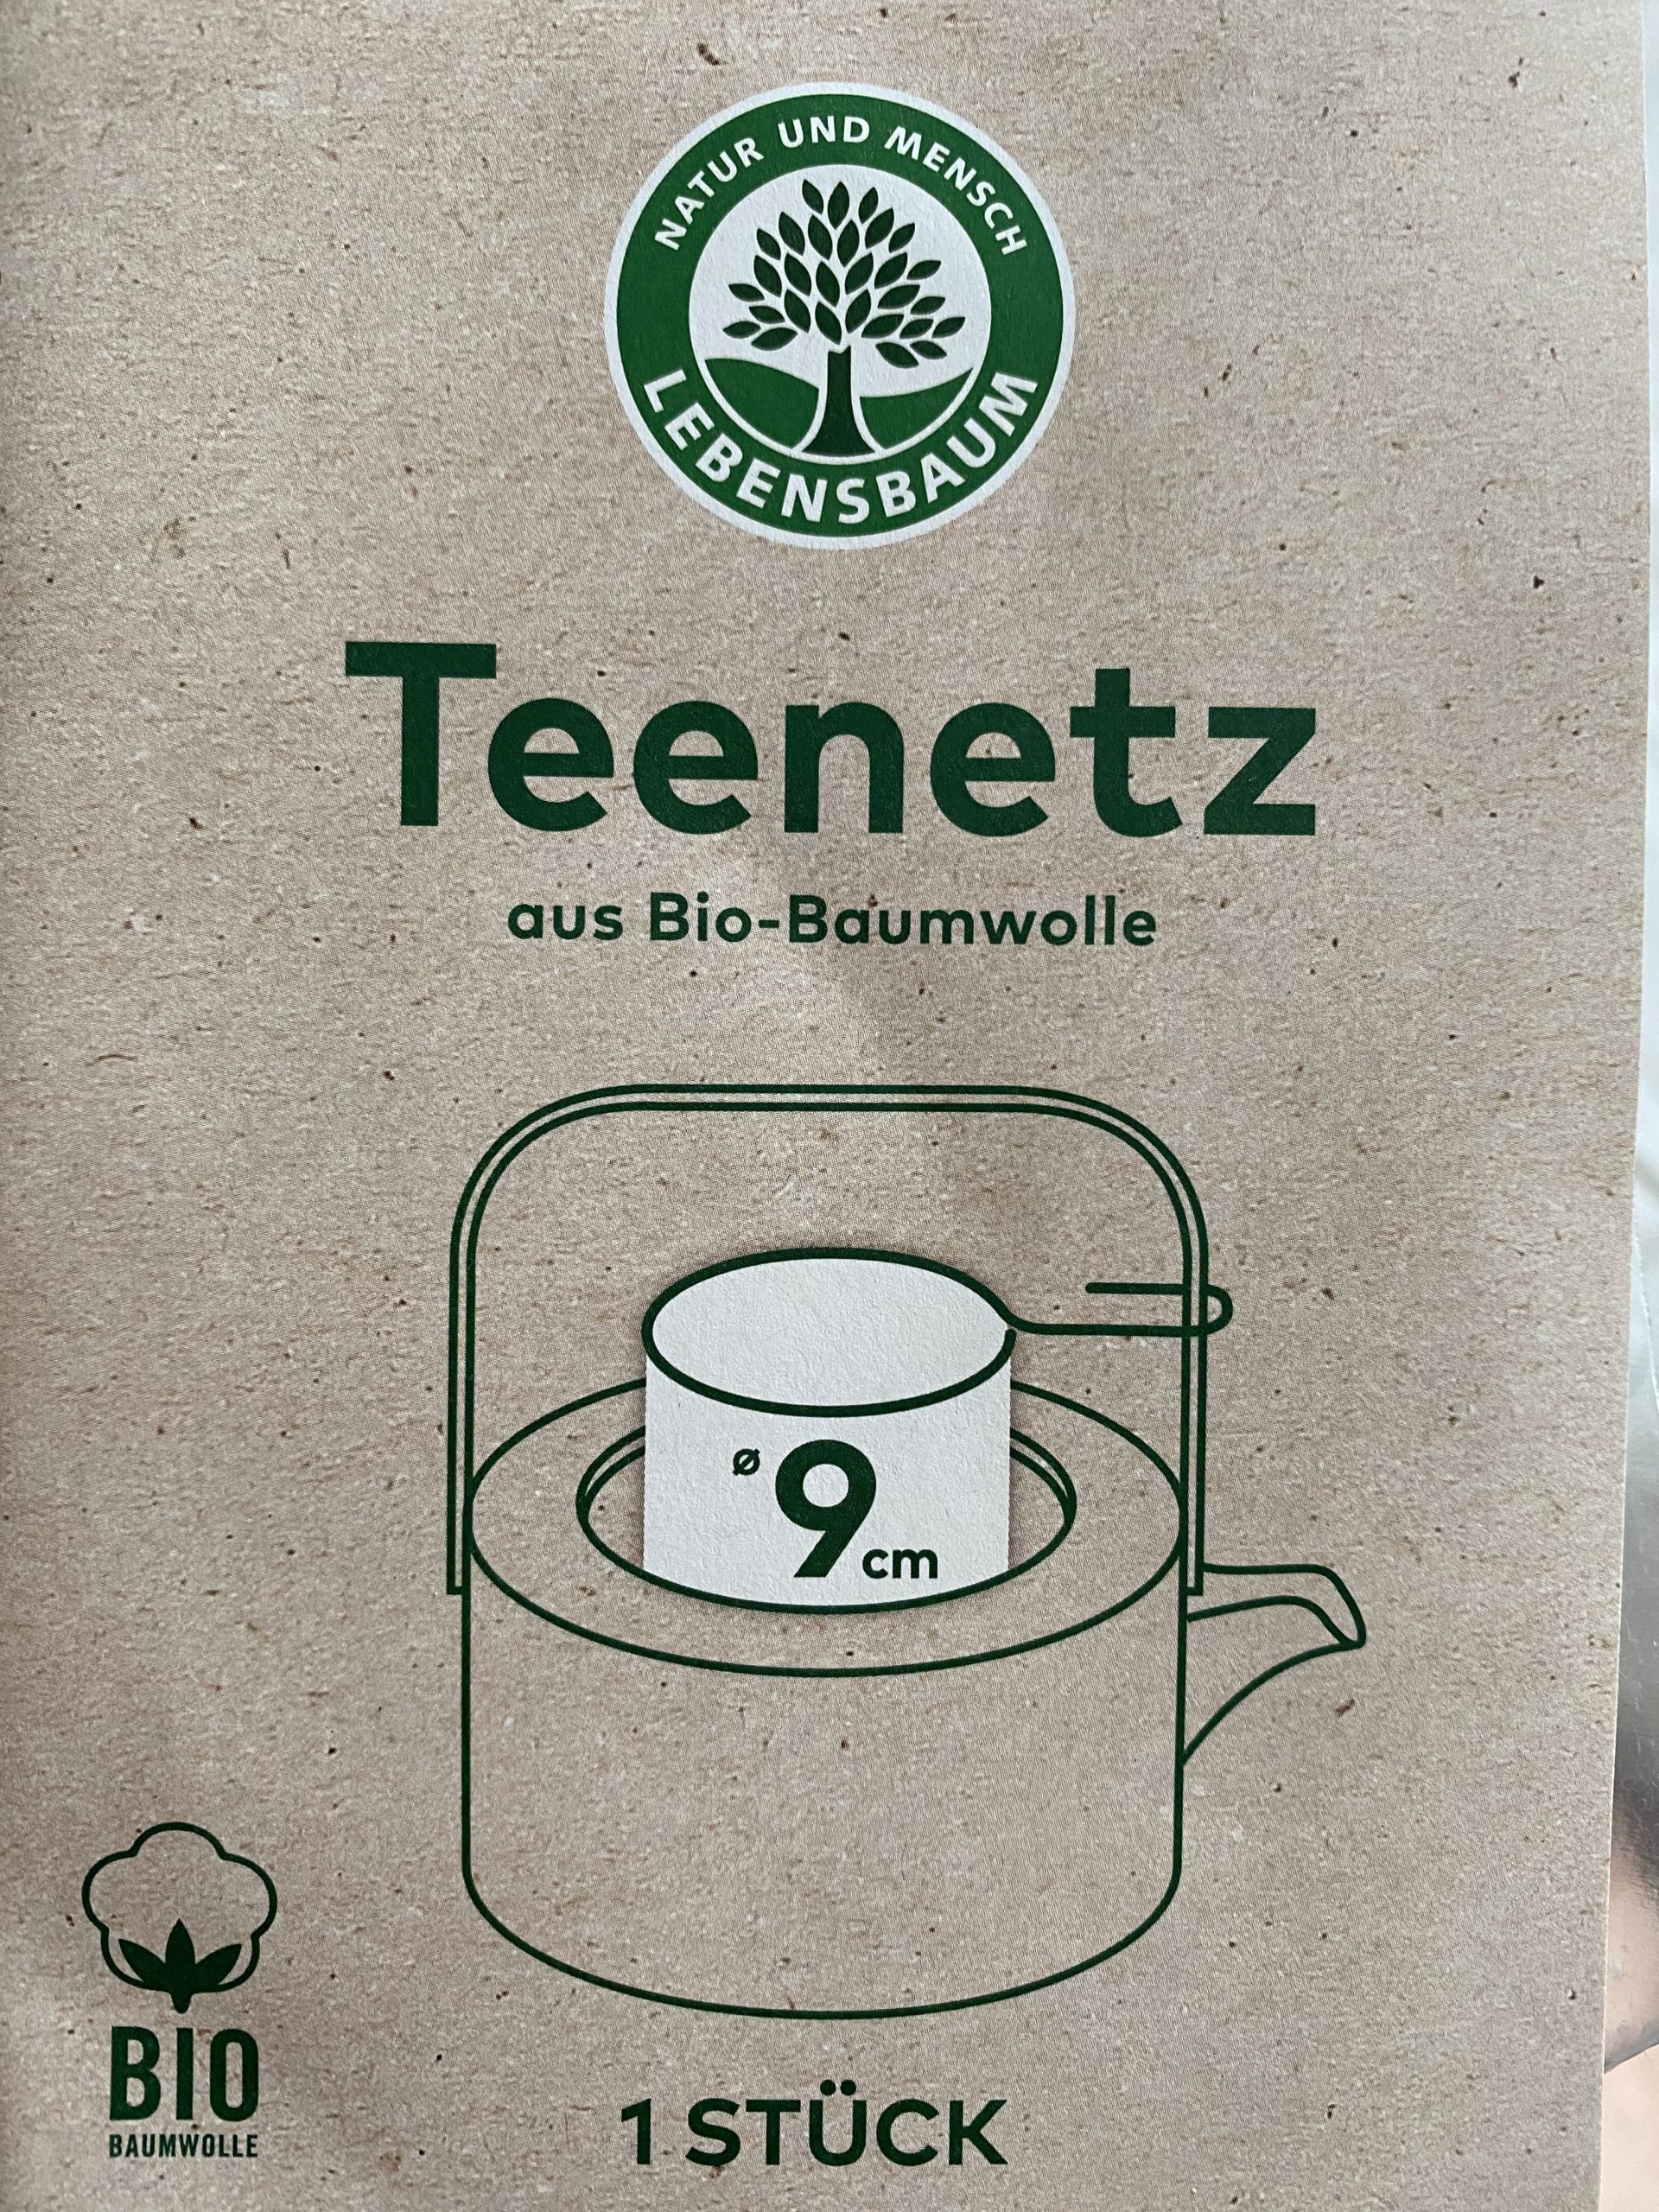 NATUR UND MENSCH
LEBENSBAUM
Teenetz
aus Bio-Baumwolle
ø 9 cm
BIO
BAUMWOLLE
1 STÜCK